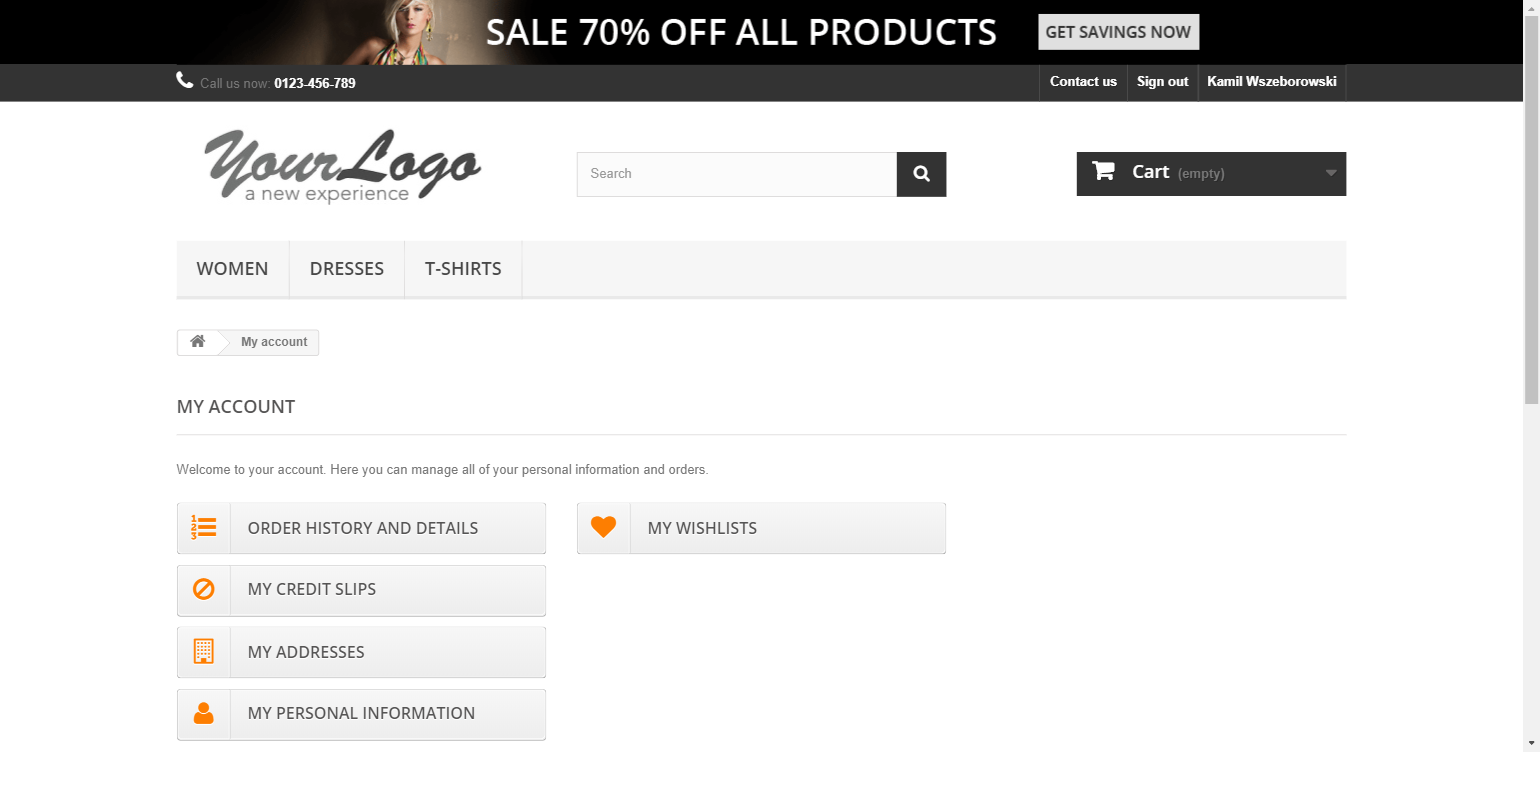 SALE 70% OFF ALL PRODUCTS GET SAVINGS NOW
Call us now: 0123-456-789 Contact us Sign out Kamil Wszeborowski
YourLogo
a new experience
Search
Cart (empty)
WOMEN DRESSES T-SHIRTS
My account
MY ACCOUNT
Welcome to your account. Here you can manage all of your personal information and orders.
ORDER HISTORY AND DETAILS
MY WISHLISTS
MY CREDIT SLIPS
MY ADDRESSES
MY PERSONAL INFORMATION